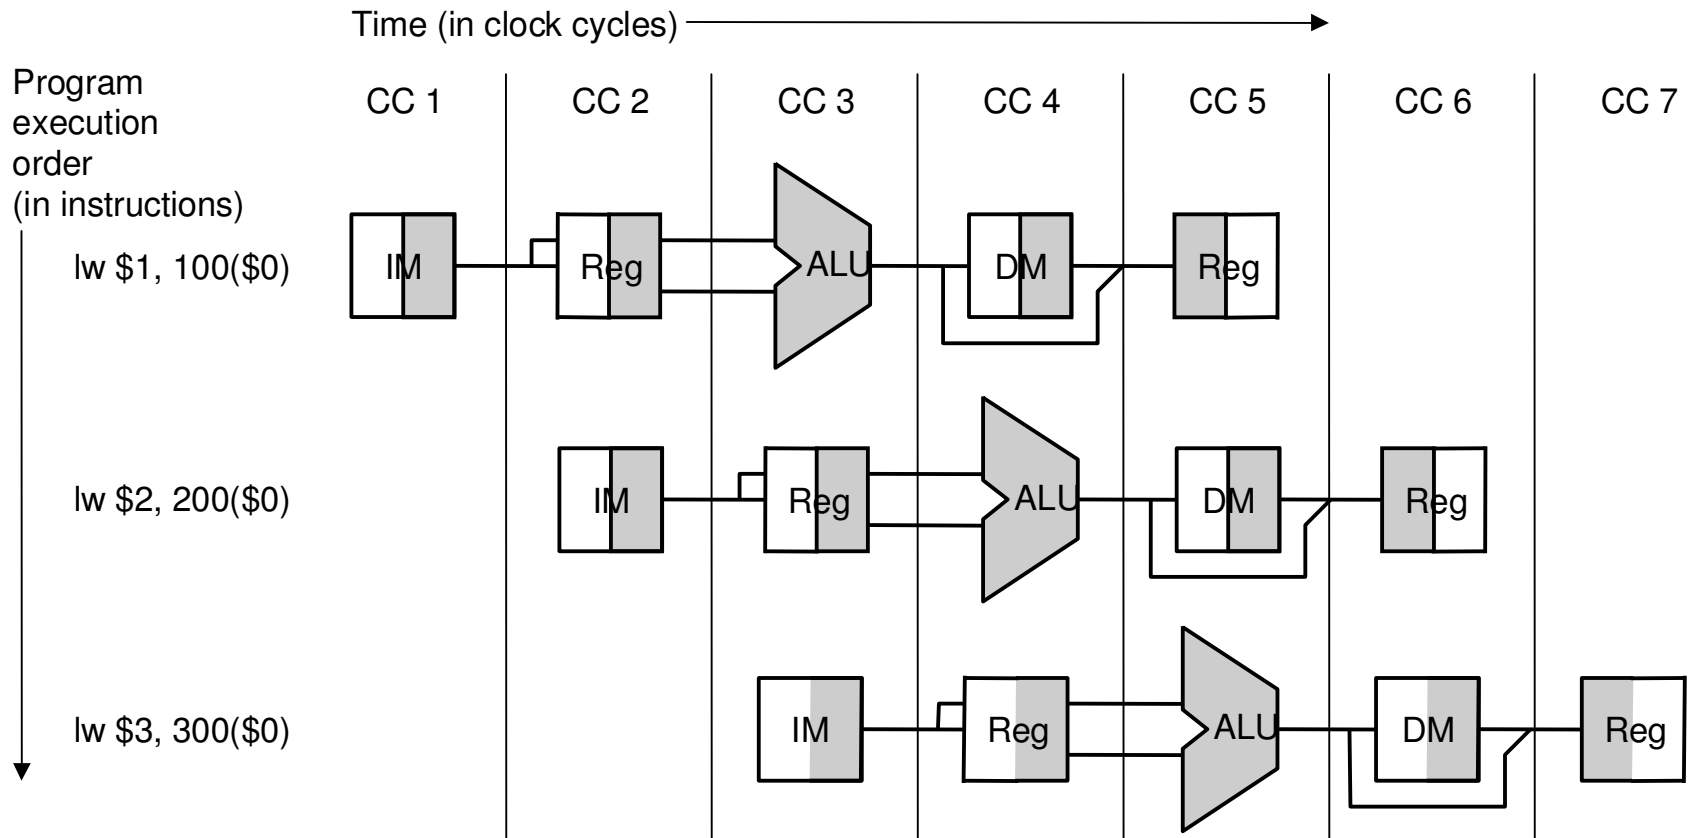 Time (in clock cycles)
Program
execution
order
(in instructions)
CC 1 CC 2 CC 3 CC 4 CC 5 CC 6 CC 7
lw $1, 100($0) IM Reg ALU DM Reg
lw $2, 200($0) IM Reg ALU DM Reg
lw $3, 300($0) IM Reg ALU DM Reg